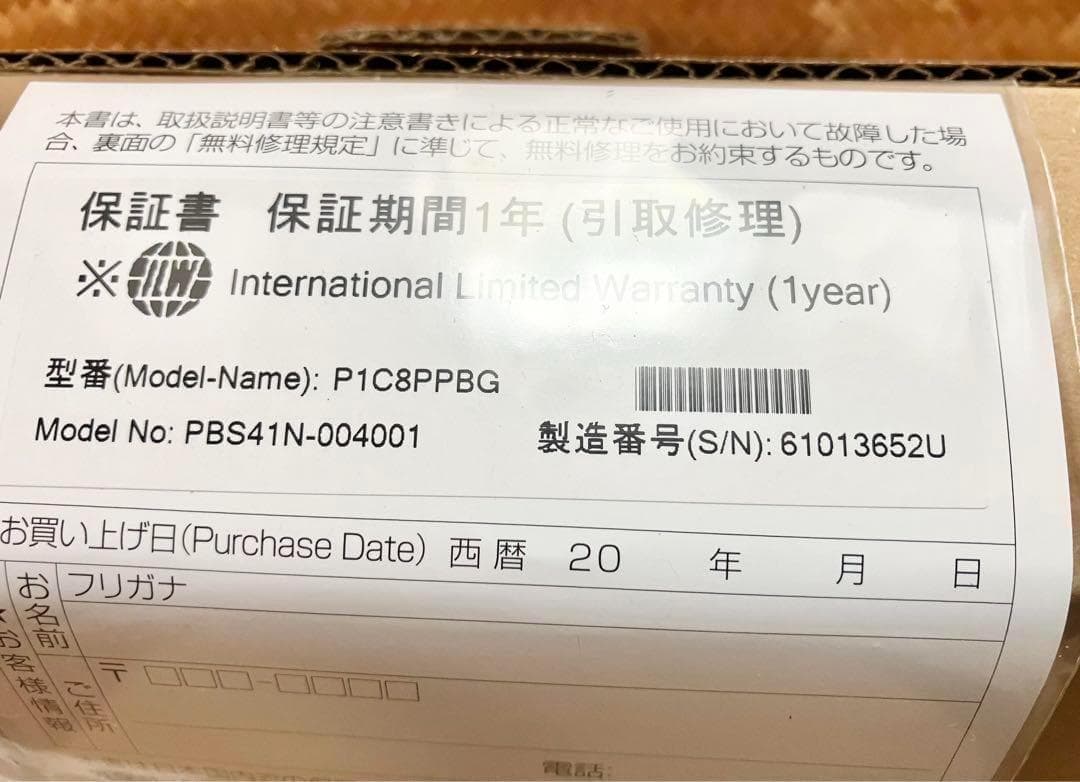 本書は、取扱説明書等の注意書きによる正常なご使用において故障した場
合、裏面の「無料修理規定」に準じて、無料修理をお約束するものです。
保証書 保証期間1年 (引取修理)
※ ILW International Limited Warranty (1year)
型番(Model-Name): P1C8PPBG
Model No: PBS41N-004001
製造番号(S/N): 61013652U
お買い上げ日(Purchase Date) 西暦 20 年 月 日
お名前
フリガナ
お客様情報
ご住所
〒□□□-□□□□
電話: